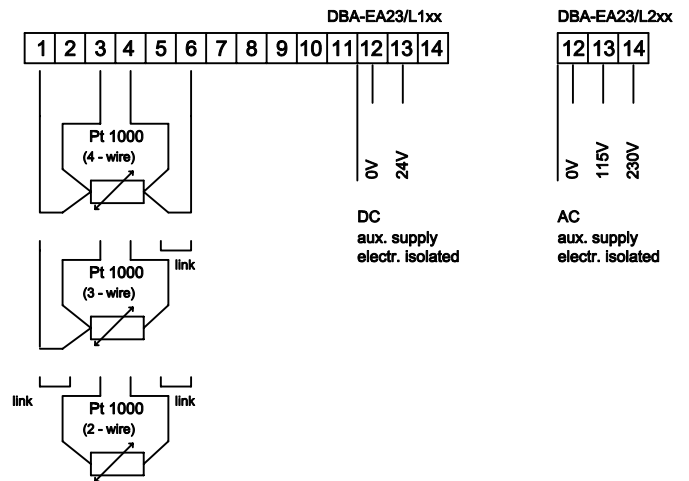 DBA-EA23/L1xx
DBA-EA23/L2xx
1 2 3 4 5 6 7 8 9 10 11 12 13 14
12 13 14
Pt 1000
(4 - wire)
0V
24V
0V
115V
230V
DC
aux. supply
electr. isolated
AC
aux. supply
electr. isolated
link
Pt 1000
(3 - wire)
link
link
Pt 1000
(2 - wire)